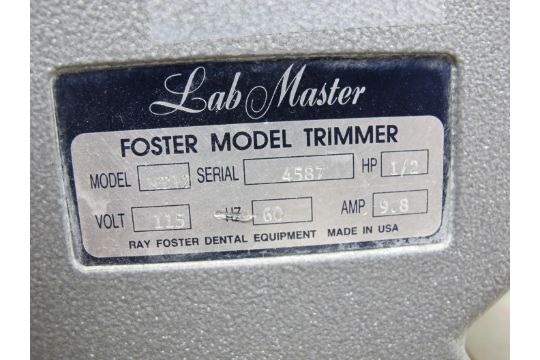 Lab Master
FOSTER MODEL TRIMMER
MODEL SERIAL 4587 HP 1/2
VOLT 115 HZ 60 AMP 9.8
RAY FOSTER DENTAL EQUIPMENT MADE IN USA